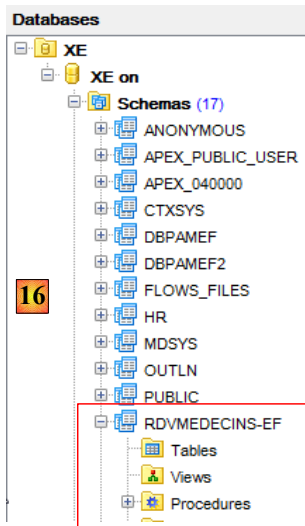 Databases
XE
XE on
Schemas (17)
ANONYMOUS
APEX_PUBLIC_USER
APEX_040000
CTXSYS
DBPAMEF
DBPAMEF2
16
FLOWS_FILES
HR
MDSYS
OUTLN
PUBLIC
RDVMEDECINS-EF
Tables
Views
Procedures